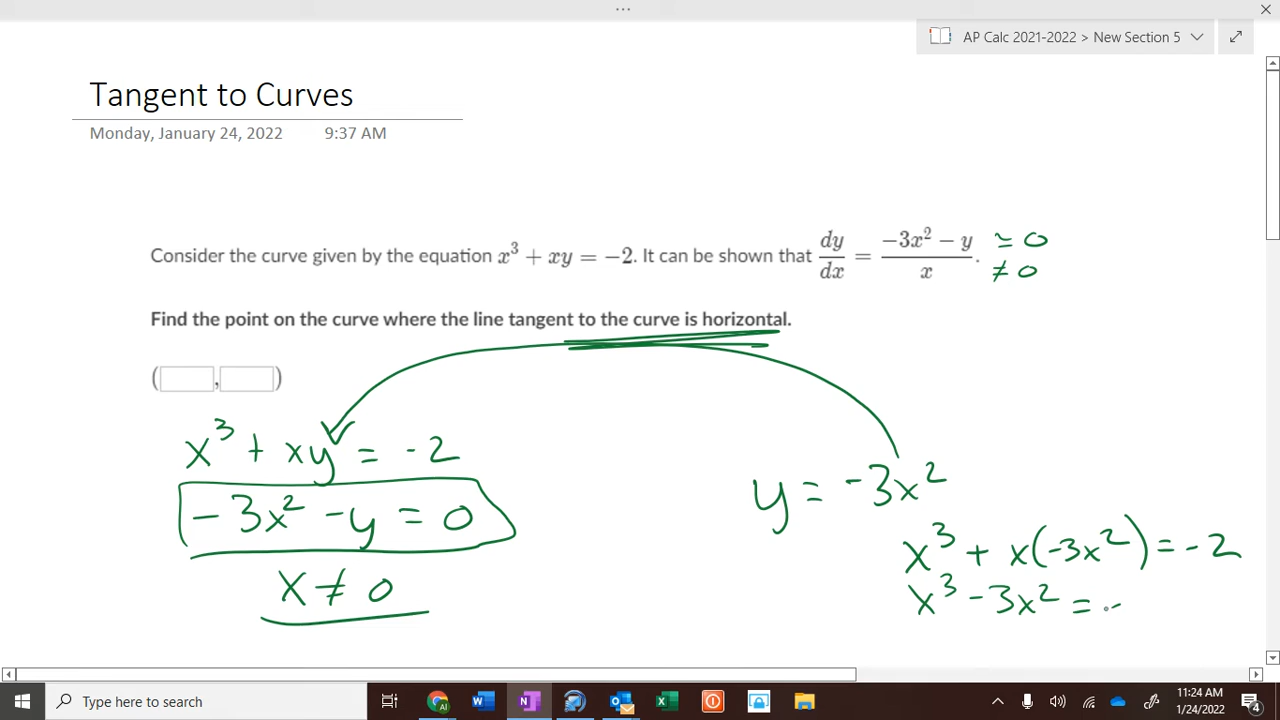 AP Calc 2021-2022 > New Section 5
Tangent to Curves
Monday, January 24, 2022 9:37 AM
Consider the curve given by the equation x³ + xy = −2. It can be shown that dy/dx = (−3x² − y)/x. ≃ 0 ≠ 0
Find the point on the curve where the line tangent to the curve is horizontal.
( , )
x³ + xy = -2
-3x² - y = 0
x ≠ 0
y = -3x²
x³ + x(-3x²) = -2
x³ - 3x² = -
Type here to search
11:24 AM
1/24/2022
4